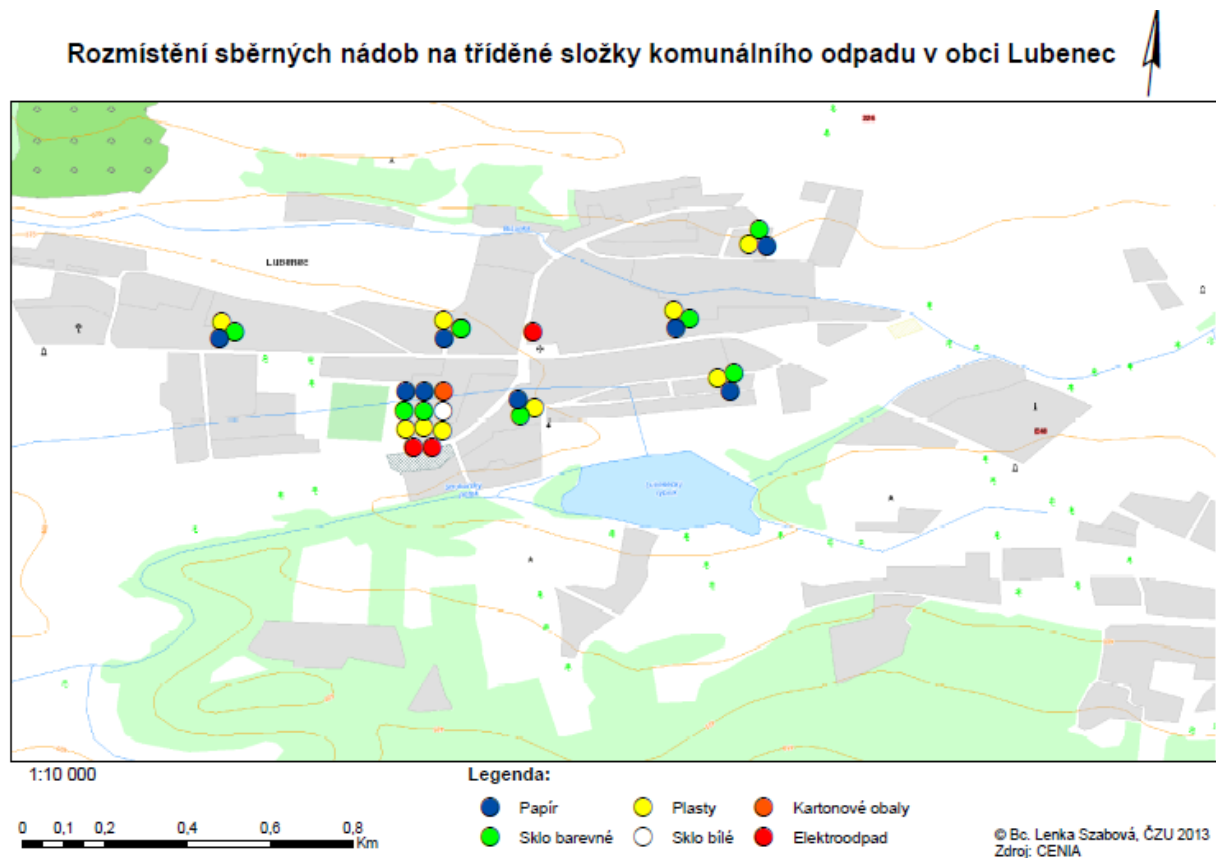 Rozmístění sběrných nádob na tříděné složky komunálního odpadu v obci Lubenec
Lubenec
1:10 000
Legenda:
Papír
Plasty
Kartonové obaly
Sklo barevné
Sklo bílé
Elektroodpad
0 0,1 0,2 0,4 0,6 0,8
Km
© Bc. Lenka Szabová, ČZU 2013
Zdroj: CENIA